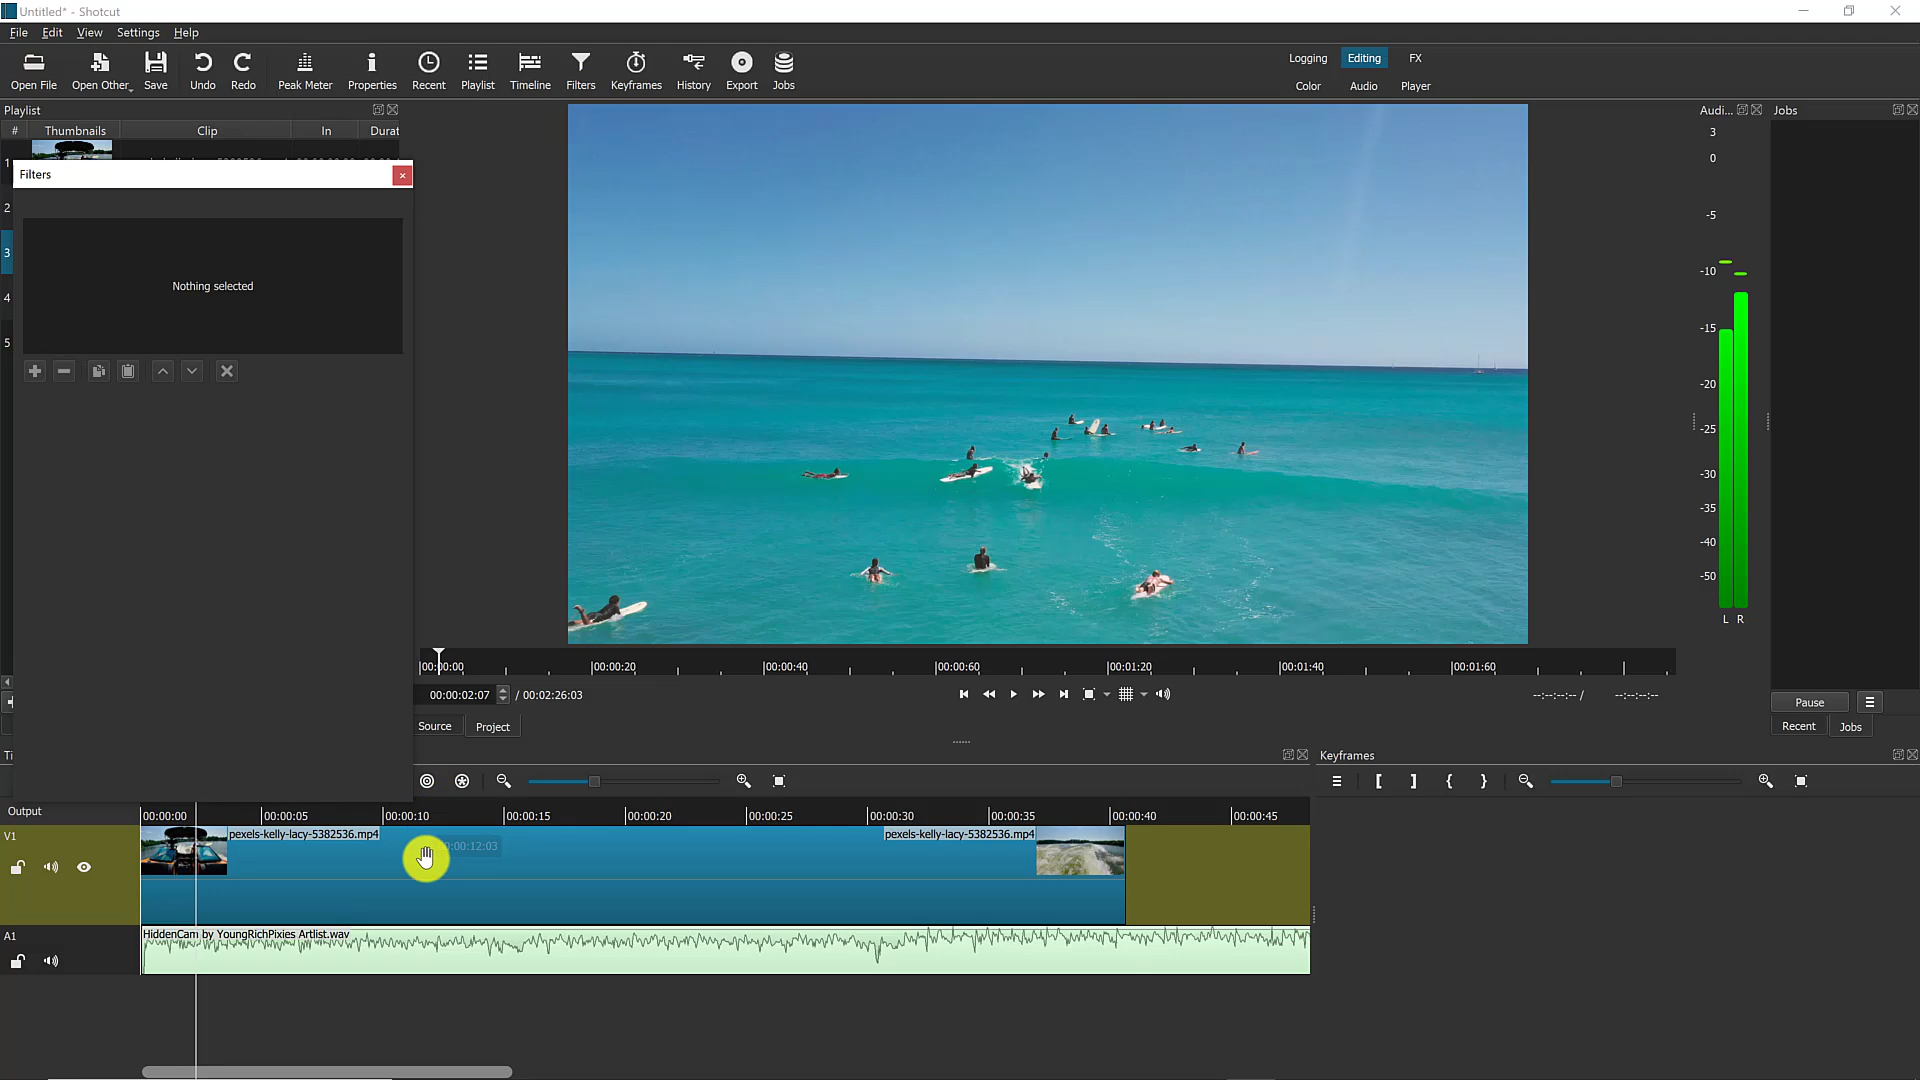 Untitled* - Shotcut
File Edit View Settings Help
Open File Open Other Save Undo Redo Peak Meter Properties Recent Playlist Timeline Filters Keyframes History Export Jobs
Logging Editing FX
Color Audio Player
Playlist
# Thumbnails Clip In Durat
1
2
3
4
5
Filters
Nothing selected
Audi...
3
0
-5
-10
-15
-20
-25
-30
-35
-40
-50
L R
Jobs
00:00:00 00:00:20 00:00:40 00:00:60 00:01:20 00:01:40 00:01:60
00:00:02:07 / 00:02:26:03
--:--:--:-- / --:--:--:--
Source Project
Pause
Recent Jobs
Ti
Keyframes
Output
00:00:00 00:00:05 00:00:10 00:00:15 00:00:20 00:00:25 00:00:30 00:00:35 00:00:40 00:00:45
V1
pexels-kelly-lacy-5382536.mp4 pexels-kelly-lacy-5382536.mp4
A1
HiddenCam by YoungRichPixies Artlist.wav